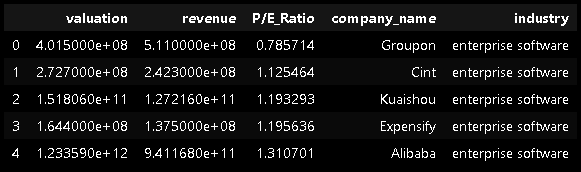 valuation revenue P/E_Ratio company_name industry
0 4.015000e+08 5.110000e+08 0.785714 Groupon enterprise software
1 2.727000e+08 2.423000e+08 1.125464 Cint enterprise software
2 1.518060e+11 1.272160e+11 1.193293 Kuaishou enterprise software
3 1.644000e+08 1.375000e+08 1.195636 Expensify enterprise software
4 1.233590e+12 9.411680e+11 1.310701 Alibaba enterprise software